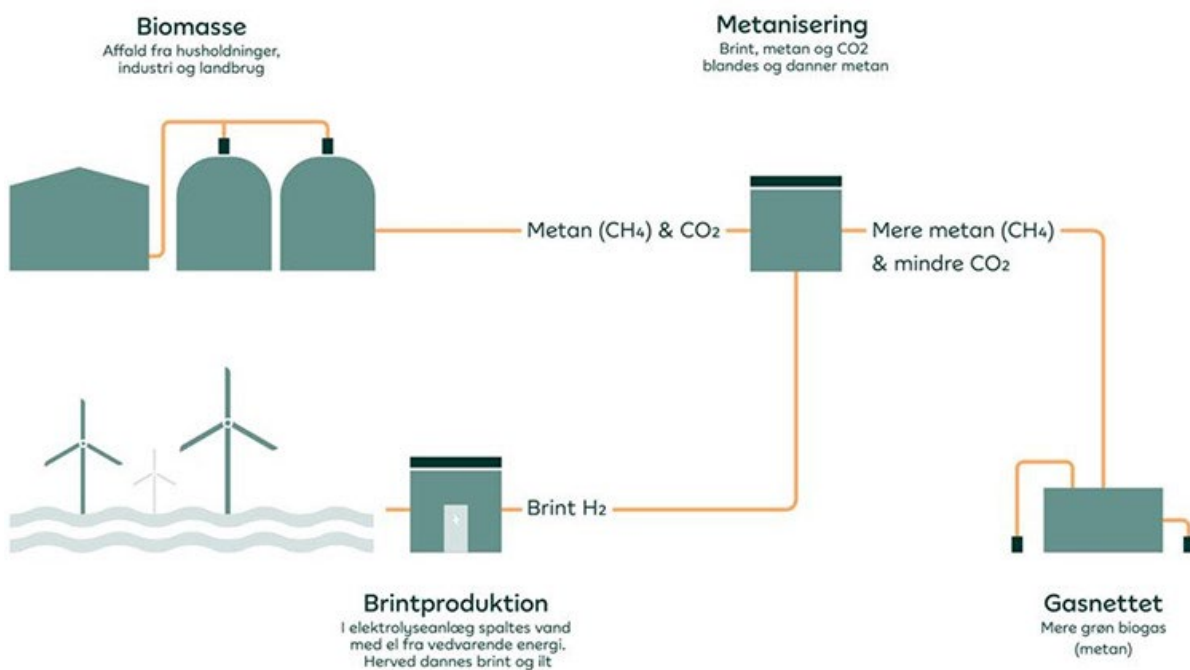 Biomasse
Affald fra husholdninger,
industri og landbrug
Metanisering
Brint, metan og CO2
blandes og danner metan
Metan (CH₄) & CO₂
Mere metan (CH₄)
& mindre CO₂
Brint H₂
Brintproduktion
I elektrolyseanlæg spaltes vand
med el fra vedvarende energi.
Herved dannes brint og ilt
Gasnettet
Mere grøn biogas
(metan)